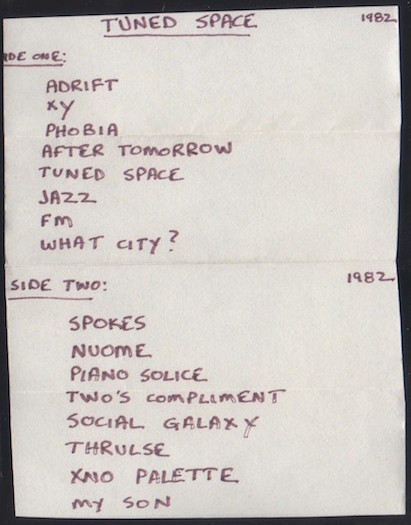 TUNED SPACE 1982
IDE ONE:
ADRIFT
XY
PHOBIA
AFTER TOMORROW
TUNED SPACE
JAZZ
FM
WHAT CITY?
SIDE TWO: 1982
SPOKES
NUOME
PIANO SOLICE
TWO'S COMPLIMENT
SOCIAL GALAXY
THRULSE
XNO PALETTE
MY SON